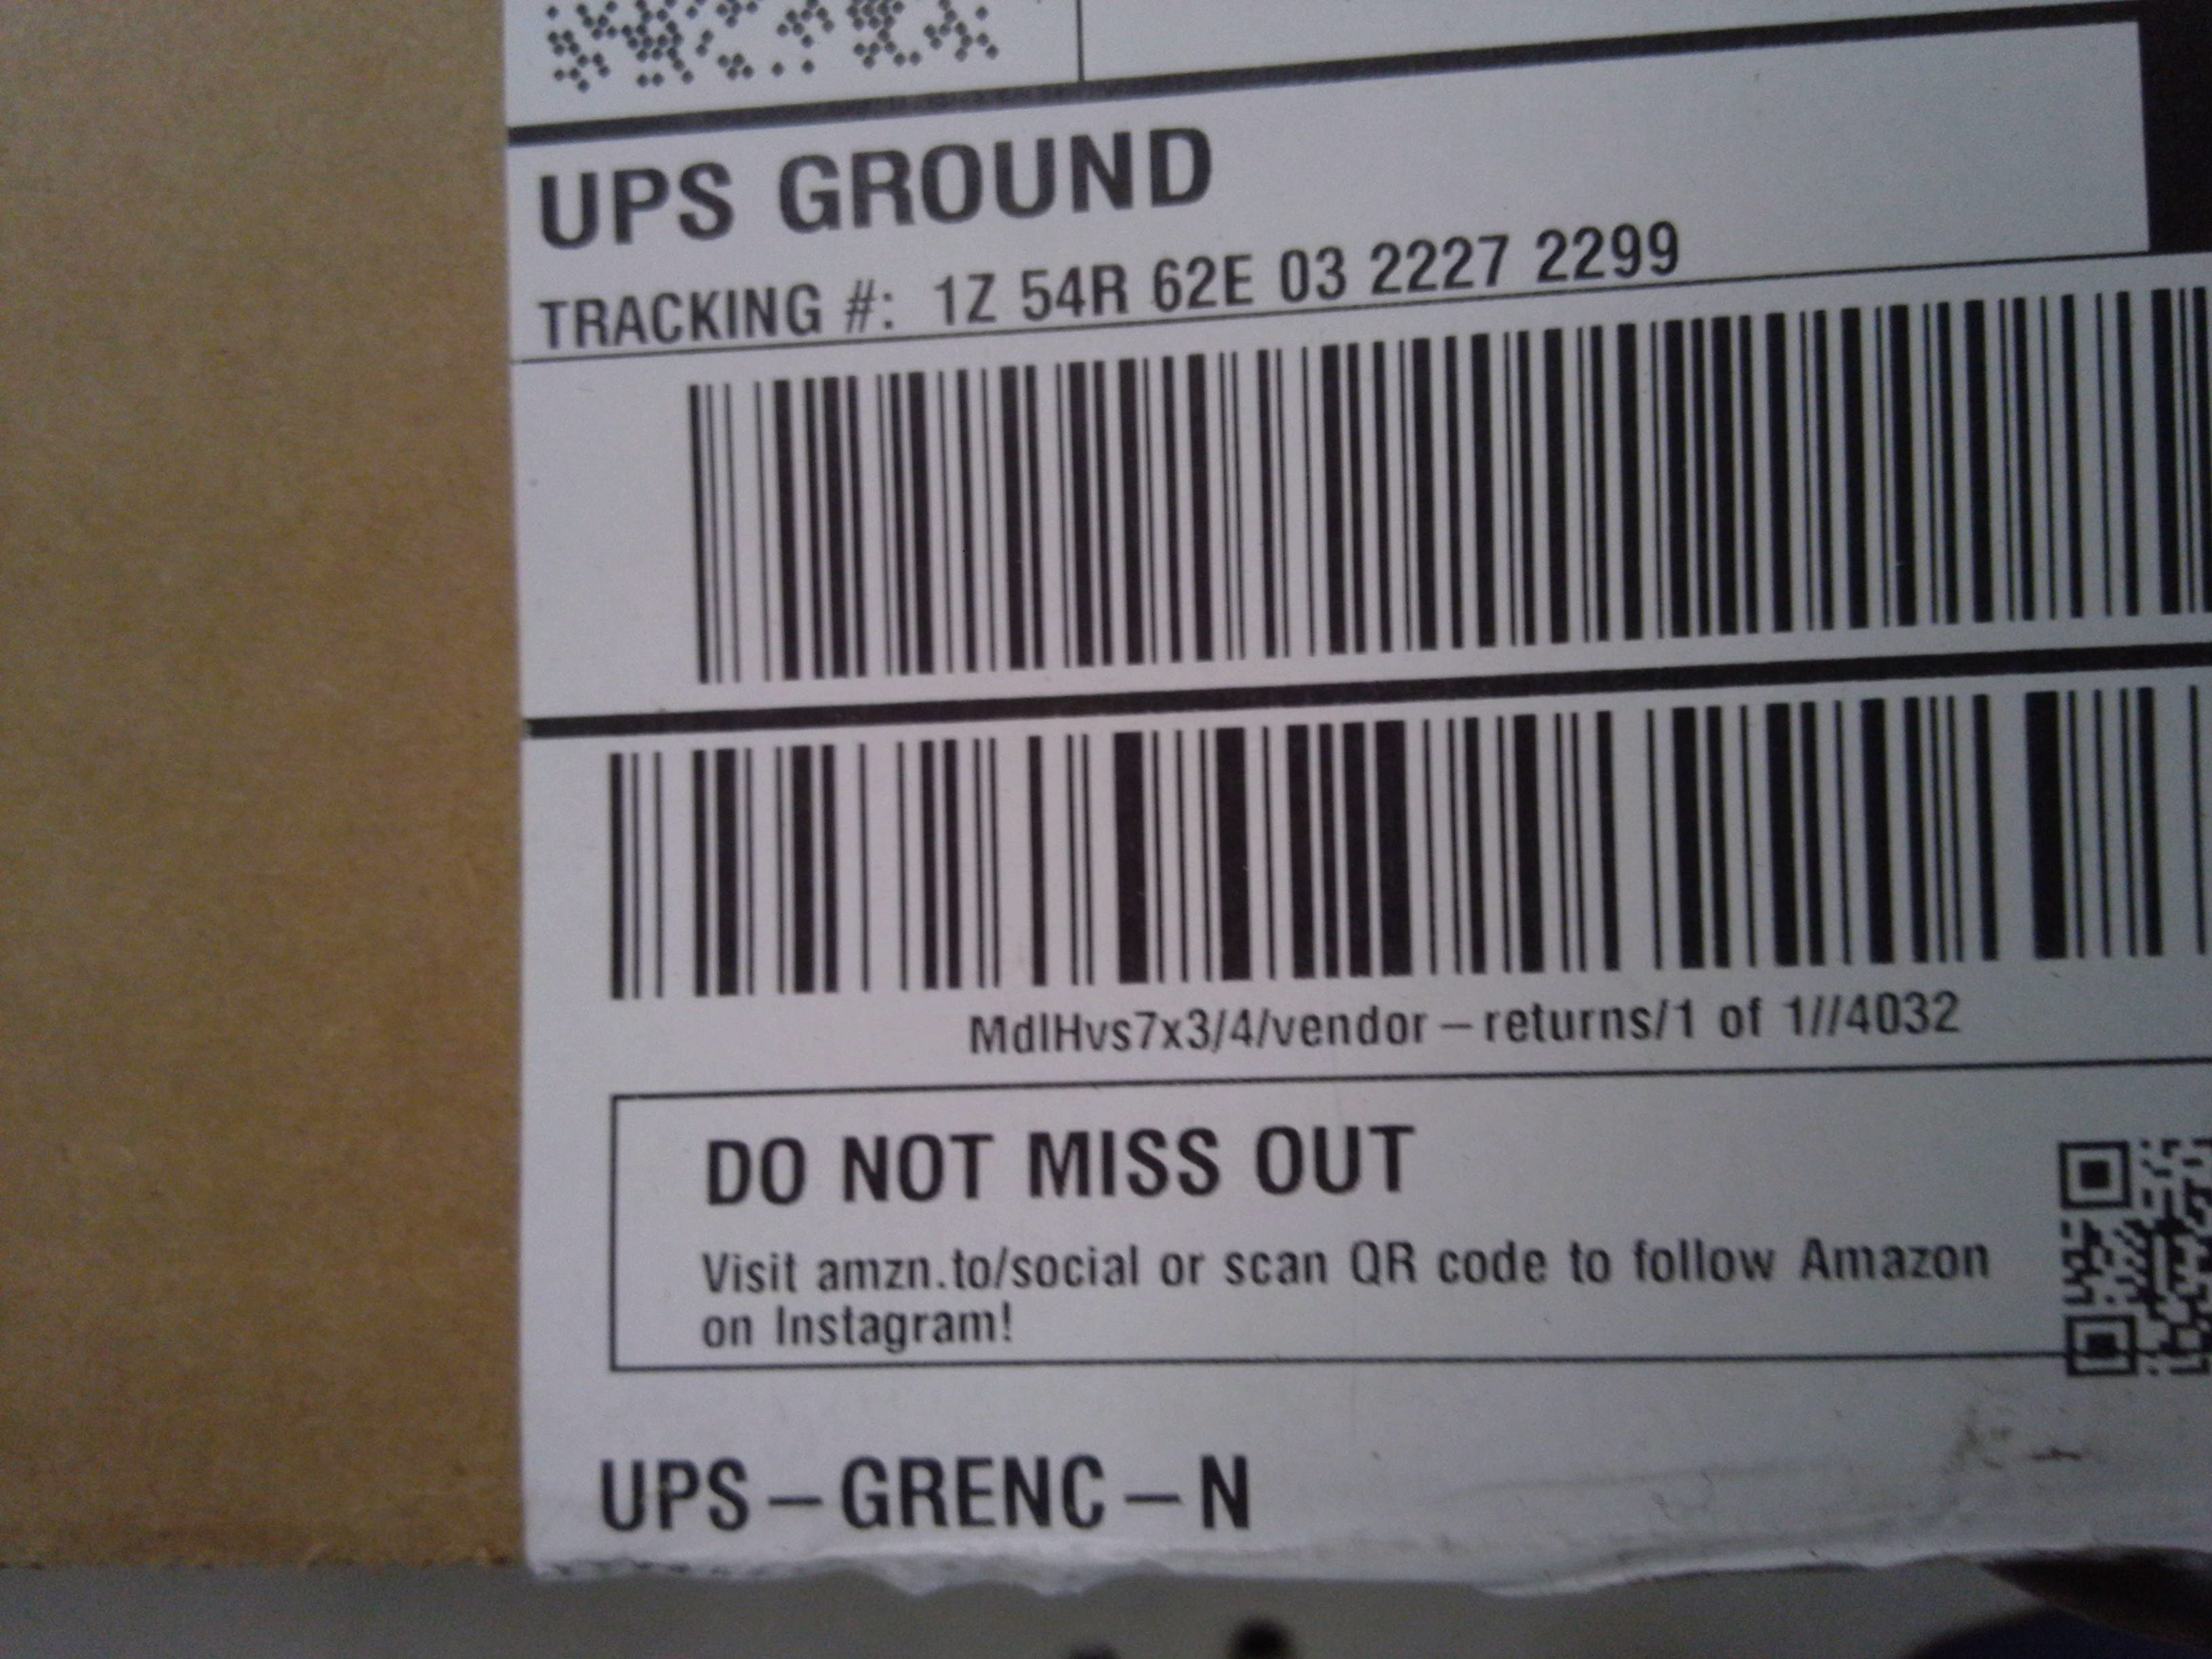 UPS GROUND
TRACKING #: 1Z 54R 62E 03 2227 2299
MdlHvs7x3/4/vendor-returns/1 of 1//4032
DO NOT MISS OUT
Visit amzn.to/social or scan QR code to follow Amazon
on Instagram!
UPS-GRENC-N